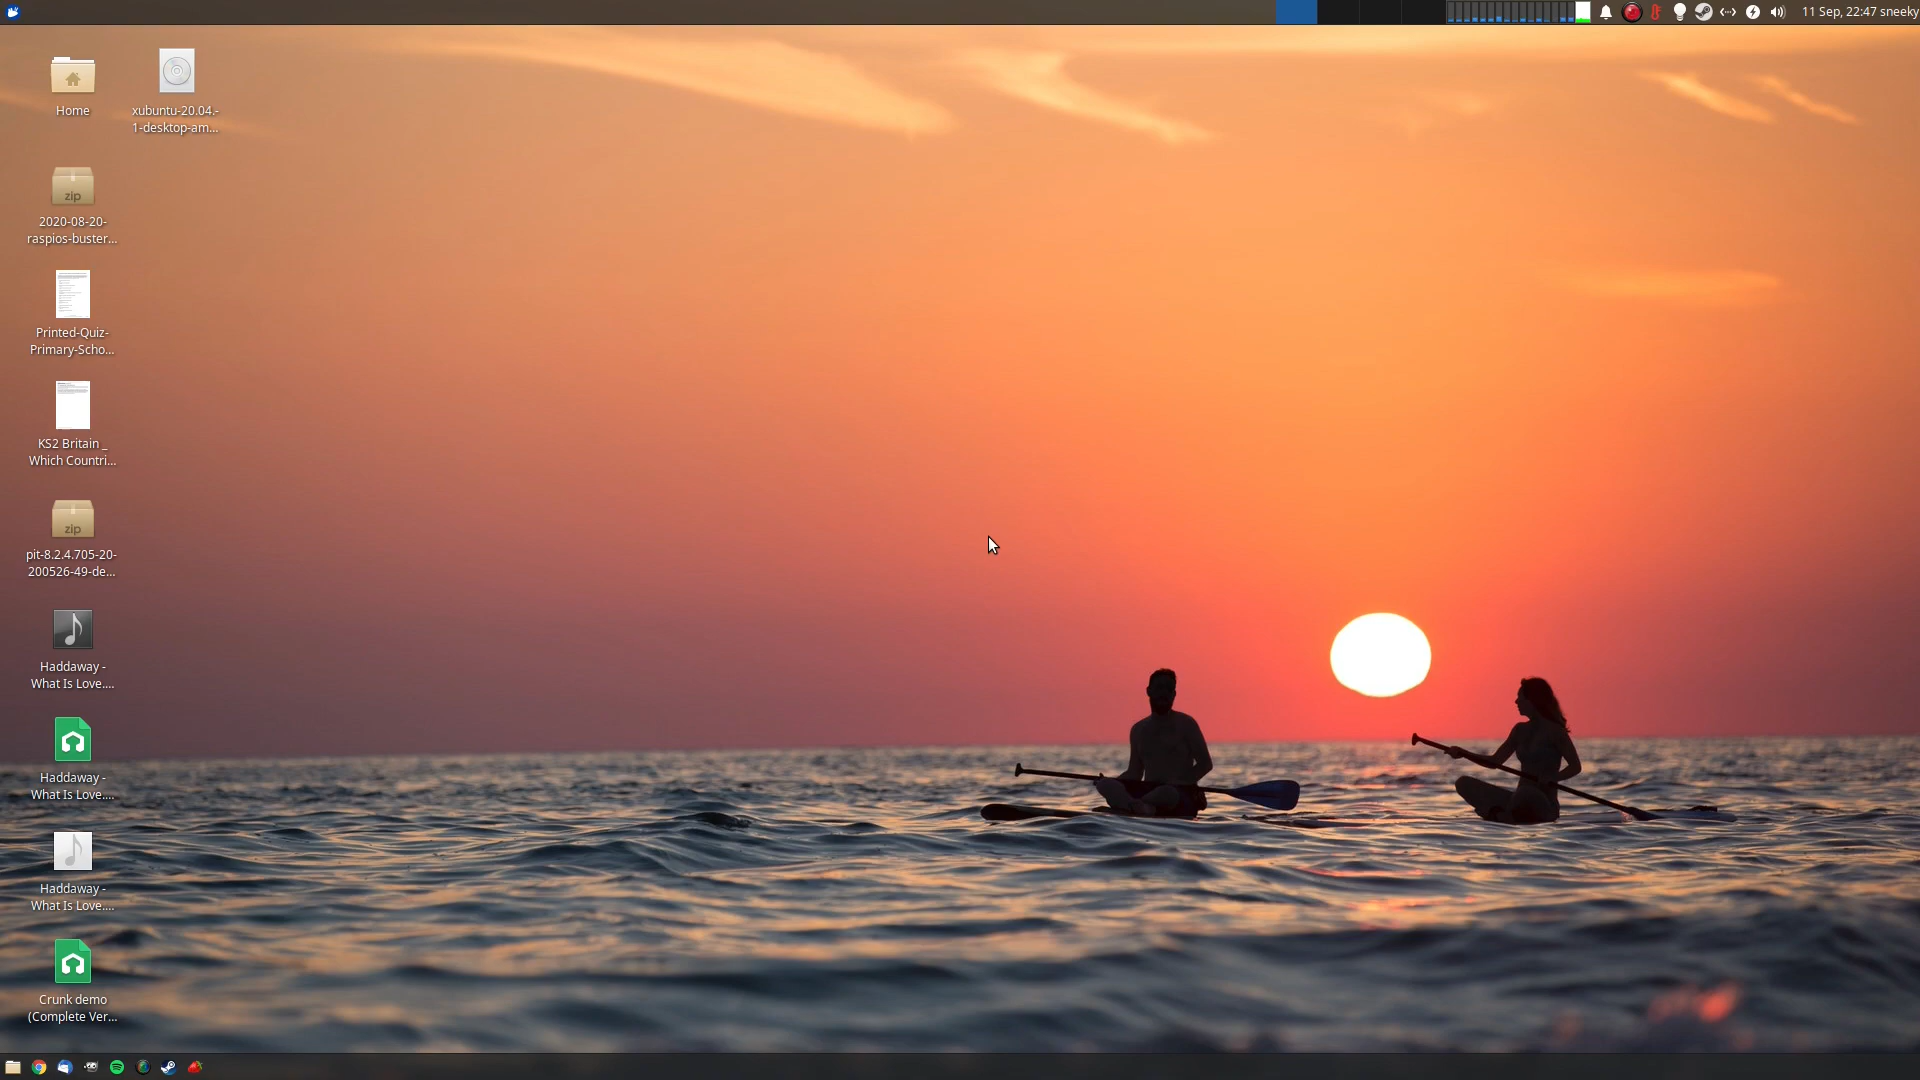 11 Sep, 22:47 sneeky
Home
xubuntu-20.04.-
1-desktop-am...
zip
2020-08-20-
raspios-buster...
Printed-Quiz-
Primary-Scho...
KS2 Britain _
Which Countri...
zip
pit-8.2.4.705-20-
200526-49-de...
Haddaway -
What Is Love....
Haddaway -
What Is Love....
Haddaway -
What Is Love....
Crunk demo
(Complete Ver...